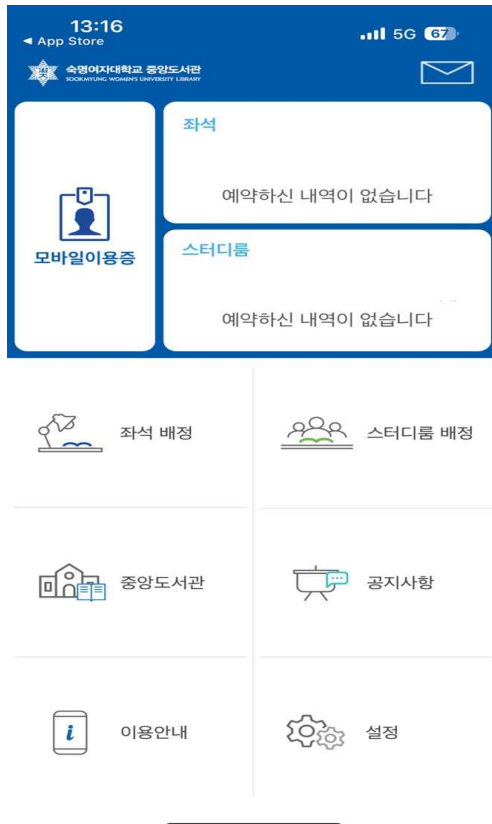 13:16
◀ App Store
5G 67
숙명여자대학교 중앙도서관
SOOKMYUNG WOMEN'S UNIVERSITY LIBRARY
좌석
예약하신 내역이 없습니다
모바일이용증
스터디룸
예약하신 내역이 없습니다
좌석 배정
스터디룸 배정
중앙도서관
공지사항
이용안내
설정